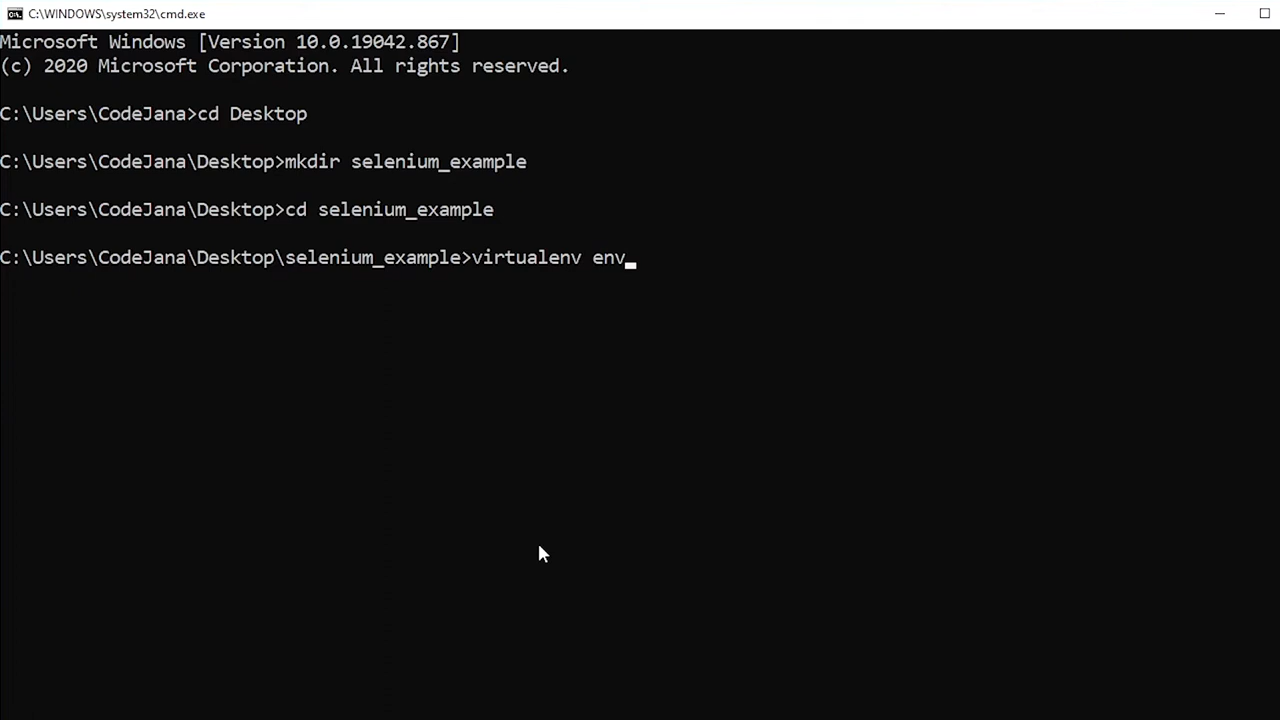 C:\WINDOWS\system32\cmd.exe
Microsoft Windows [Version 10.0.19042.867]
(c) 2020 Microsoft Corporation. All rights reserved.
C:\Users\CodeJana>cd Desktop
C:\Users\CodeJana\Desktop>mkdir selenium_example
C:\Users\CodeJana\Desktop>cd selenium_example
C:\Users\CodeJana\Desktop\selenium_example>virtualenv env